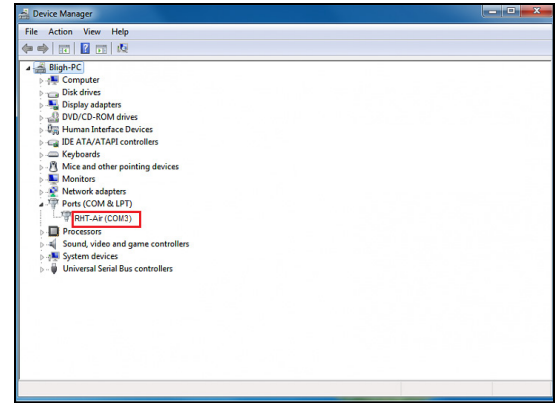 Device Manager
File Action View Help
Bligh-PC
Computer
Disk drives
Display adapters
DVD/CD-ROM drives
Human Interface Devices
IDE ATA/ATAPI controllers
Keyboards
Mice and other pointing devices
Monitors
Network adapters
Ports (COM & LPT)
RHT-Air (COM3)
Processors
Sound, video and game controllers
System devices
Universal Serial Bus controllers